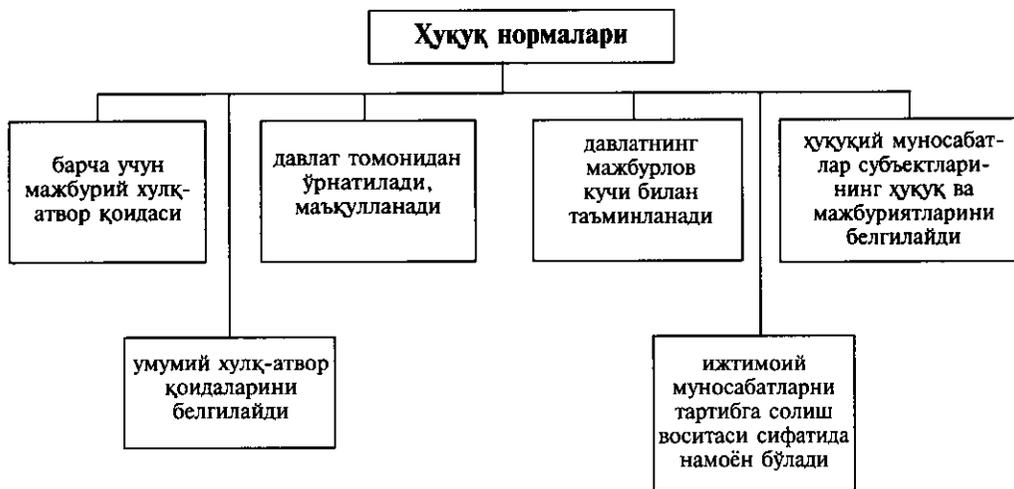 Ҳуқуқ нормалари
барча учун
мажбурий хулқ-
атвор қоидаси
давлат томонидан
ўрнатилади,
маъқулланади
давлатнинг
мажбурлов
кучи билан
таъминланади
ҳуқуқий муносабат-
лар субъектлари-
нинг ҳуқуқ ва
мажбуриятларини
белгилайди
умумий хулқ-атвор
қоидаларини
белгилайди
ижтимоий
муносабатларни
тартибга солиш
воситаси сифатида
намоён бўлади